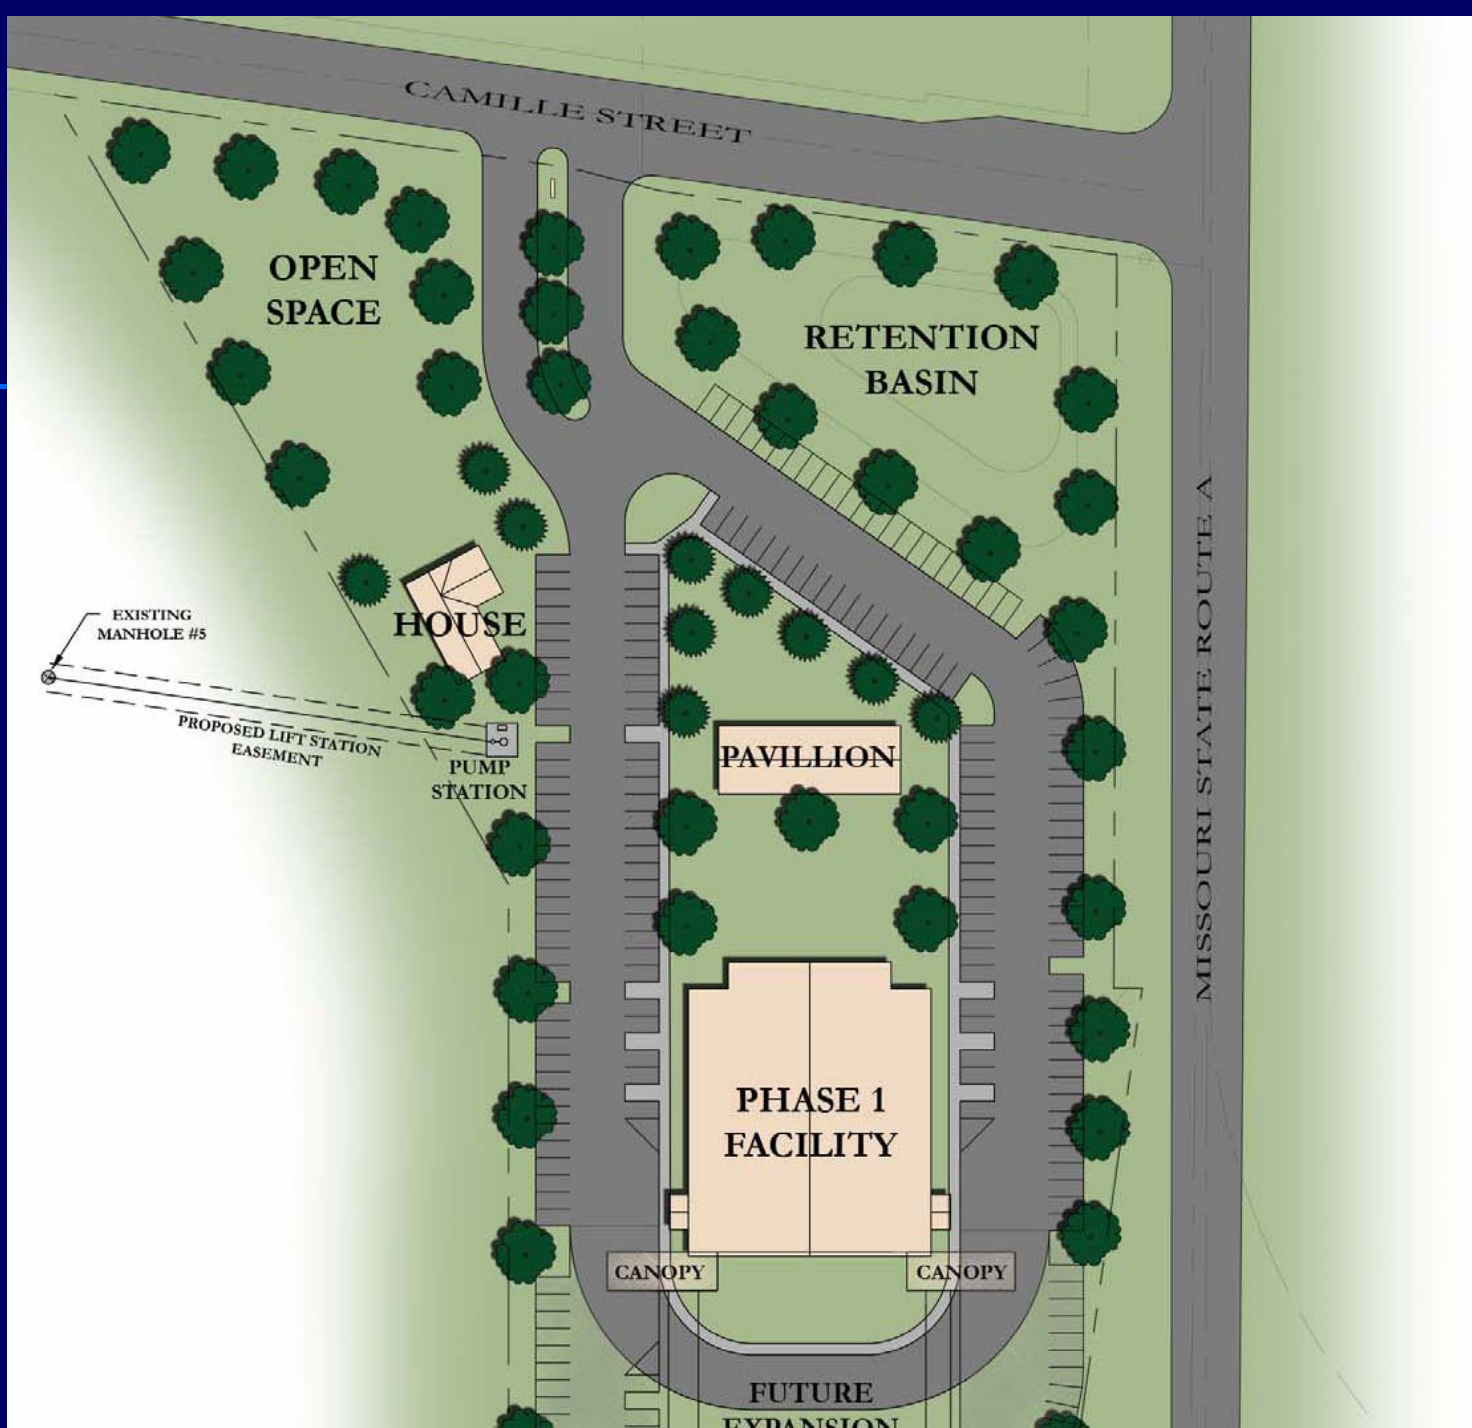 CAMILLE STREET
OPEN
SPACE
RETENTION
BASIN
MISSOURI STATE ROUTE A
EXISTING
MANHOLE #5
HOUSE
PROPOSED LIFT STATION
EASEMENT
PUMP
STATION
PAVILLION
PHASE 1
FACILITY
CANOPY
CANOPY
FUTURE
EXPANSION